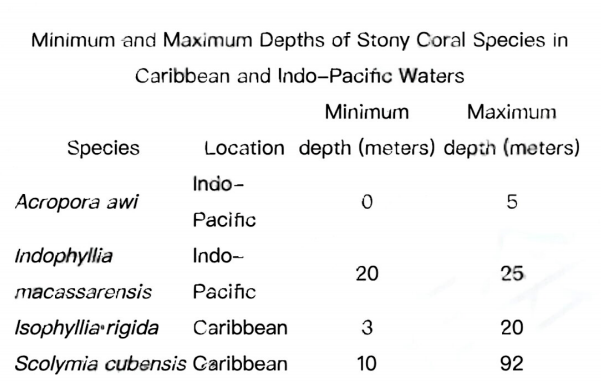 Minimum and Maximum Depths of Stony Coral Species in
Caribbean and Indo-Pacific Waters
Minimum Maximum
Species Location depth (meters) depth (meters)
Acropora awi Indo-Pacific 0 5
Indophyllia macassarensis Indo-Pacific 20 25
Isophyllia rigida Caribbean 3 20
Scolymia cubensis Caribbean 10 92